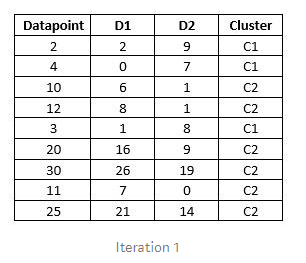 Datapoint D1 D2 Cluster
2 2 9 C1
4 0 7 C1
10 6 1 C2
12 8 1 C2
3 1 8 C1
20 16 9 C2
30 26 19 C2
11 7 0 C2
25 21 14 C2
Iteration 1